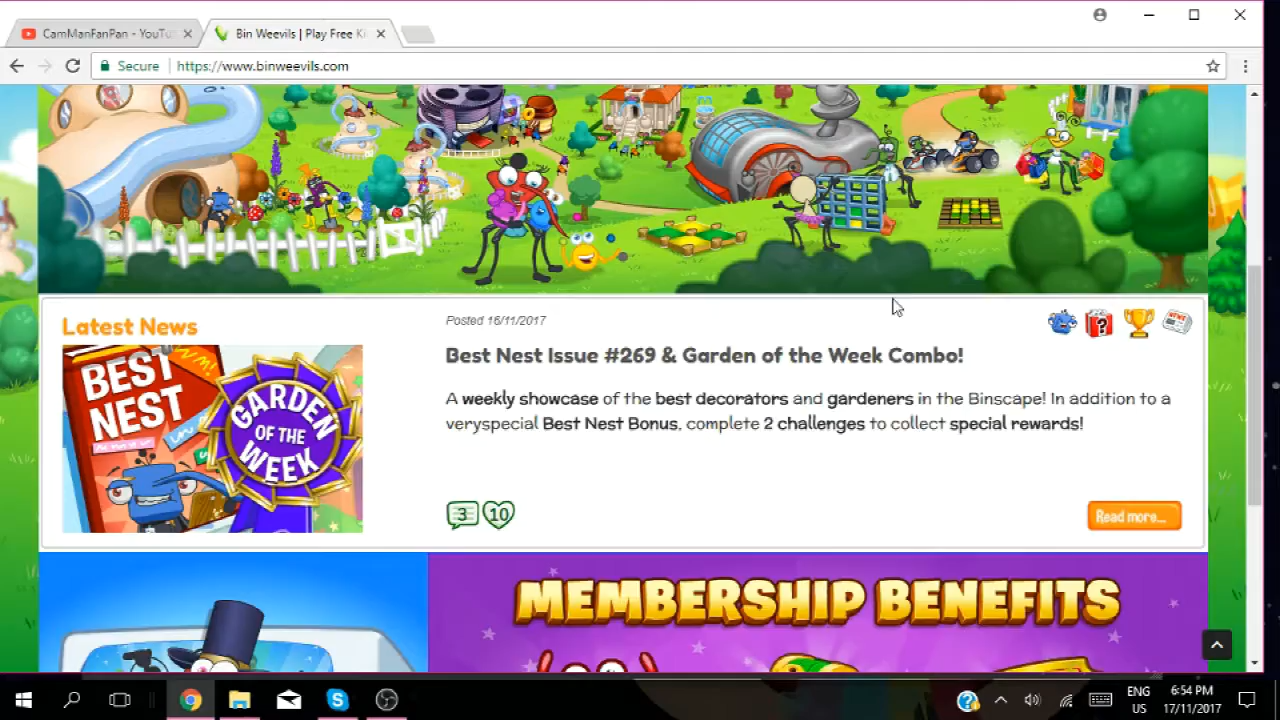 CamManFanPan - YouTu
Bin Weevils | Play Free Ki
Secure
https://www.binweevils.com
Latest News
Posted 16/11/2017
NEWS
BEST
NEST
GARDEN
OF THE
WEEK
Best Nest Issue #269 & Garden of the Week Combo!
A weekly showcase of the best decorators and gardeners in the Binscape! In addition to a
veryspecial Best Nest Bonus, complete 2 challenges to collect special rewards!
3
10
Read more...
MEMBERSHIP BENEFITS
ENG
US
6:54 PM
17/11/2017